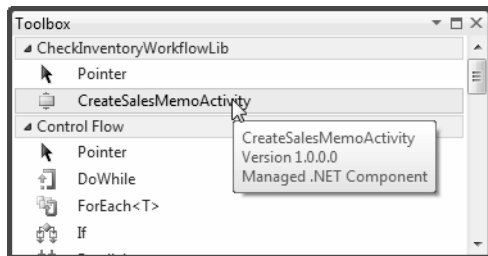 Toolbox
CheckInventoryWorkflowLib
Pointer
CreateSalesMemoActivity
Control Flow
Pointer
DoWhile
ForEach<T>
If
CreateSalesMemoActivity
Version 1.0.0.0
Managed .NET Component